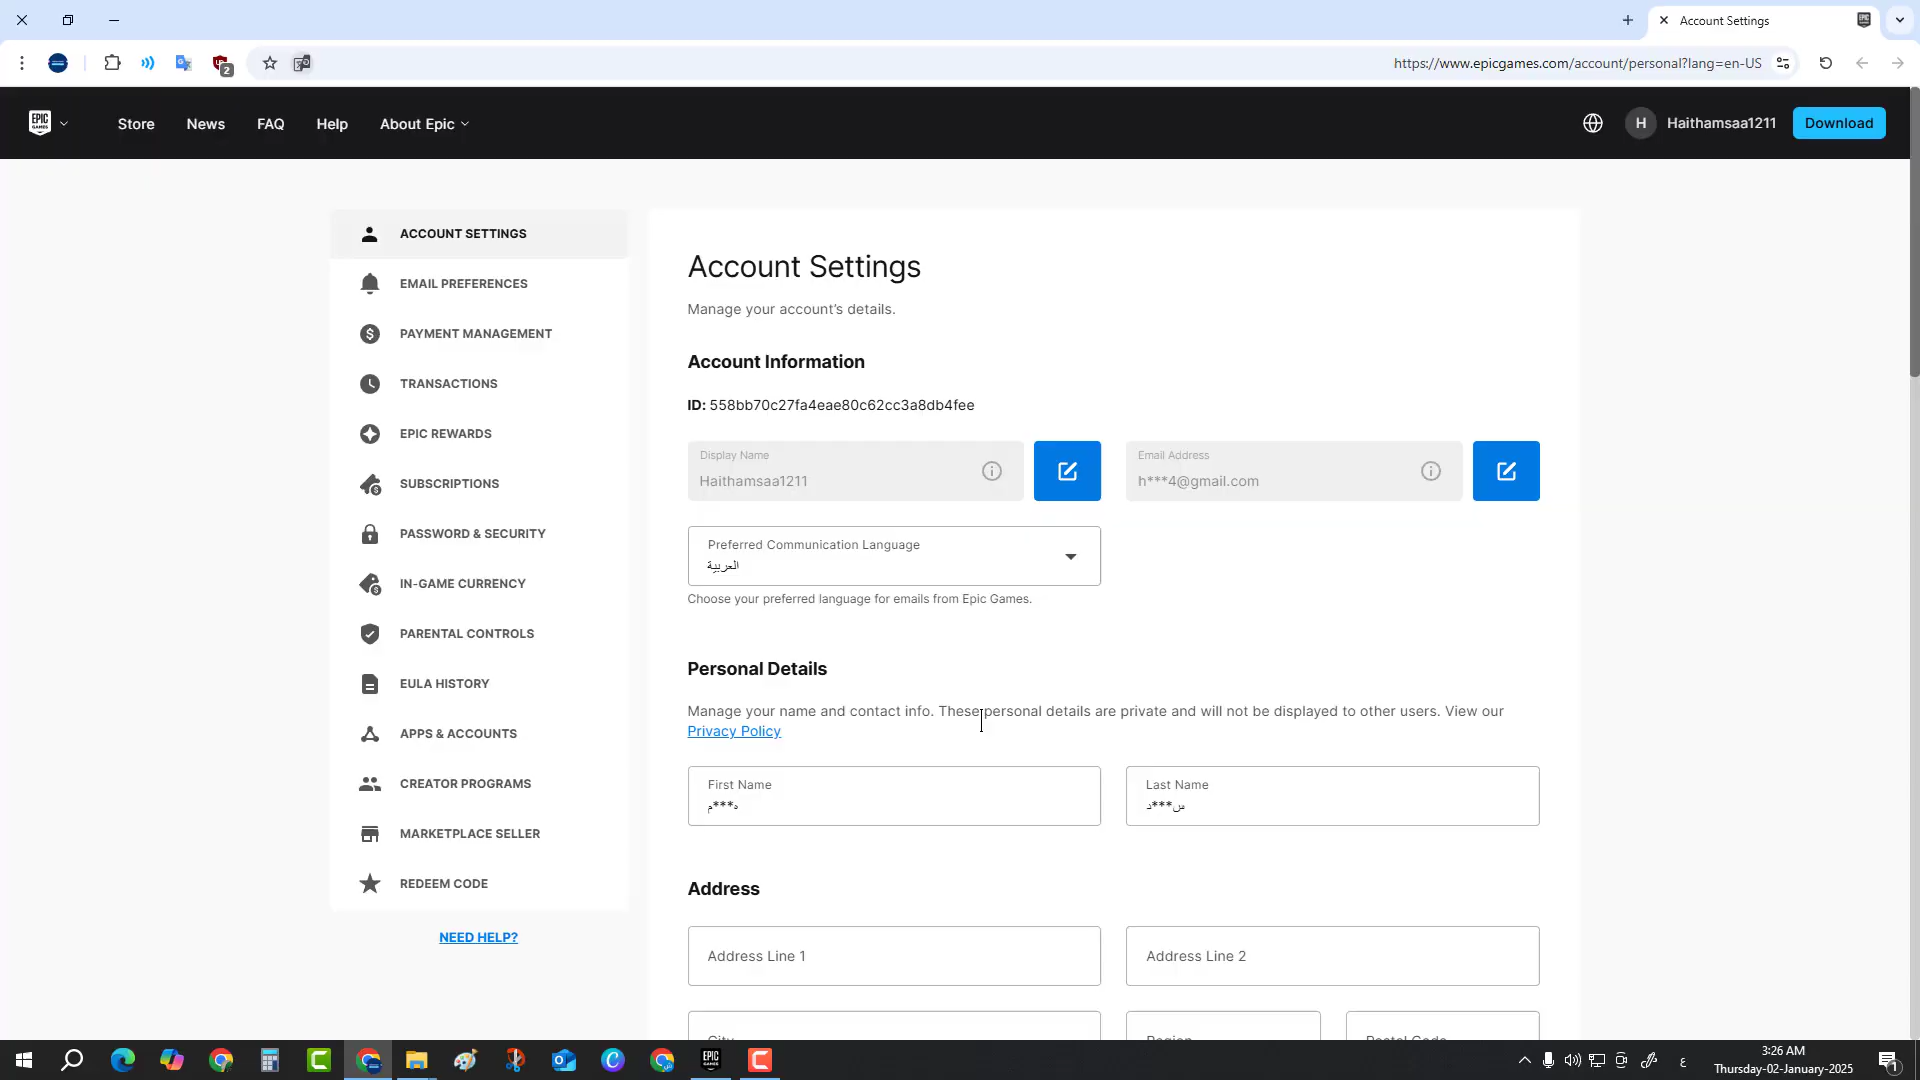 Account Settings
2
https://www.epicgames.com/account/personal?lang=en-US
EPIC GAMES
Store
News
FAQ
Help
About Epic
H
Haithamsaa1211
Download
ACCOUNT SETTINGS
EMAIL PREFERENCES
PAYMENT MANAGEMENT
TRANSACTIONS
EPIC REWARDS
SUBSCRIPTIONS
PASSWORD & SECURITY
IN-GAME CURRENCY
PARENTAL CONTROLS
EULA HISTORY
APPS & ACCOUNTS
CREATOR PROGRAMS
MARKETPLACE SELLER
REDEEM CODE
NEED HELP?
Account Settings
Manage your account's details.
Account Information
ID: 558bb70c27fa4eae80c62cc3a8db4fee
Display Name
Haithamsaa1211
Email Address
h***4@gmail.com
Preferred Communication Language
العربية
Choose your preferred language for emails from Epic Games.
Personal Details
Manage your name and contact info. These personal details are private and will not be displayed to other users. View our
Privacy Policy
First Name
ه***م
Last Name
س***د
Address
Address Line 1
Address Line 2
City
Region
Postal Code
EPIC GAMES
ع
3:26 AM
Thursday-02-January-2025
1